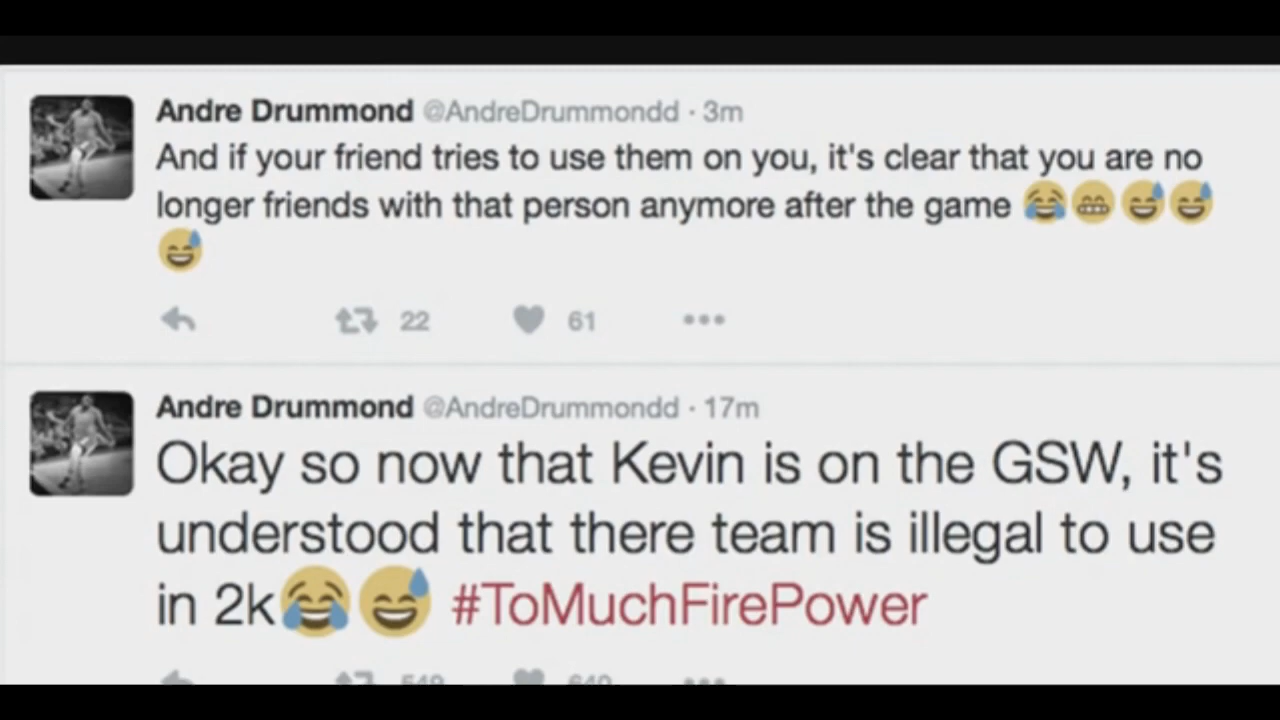 Andre Drummond @AndreDrummondd · 3m
And if your friend tries to use them on you, it's clear that you are no
longer friends with that person anymore after the game 😂😁😅😅
😅
22 61
Andre Drummond @AndreDrummondd · 17m
Okay so now that Kevin is on the GSW, it's
understood that there team is illegal to use
in 2k😂😅 #ToMuchFirePower